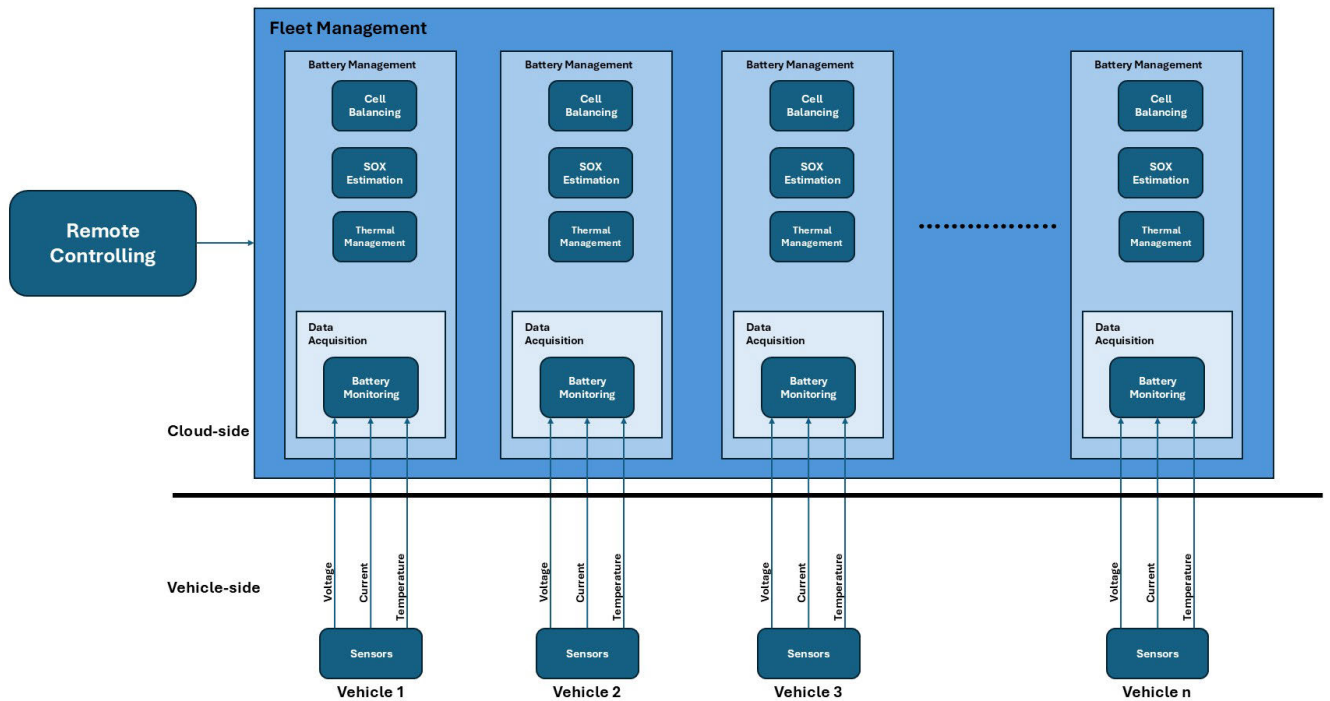 Fleet Management
Battery Management
Cell
Balancing
SOX
Estimation
Thermal
Management
Data
Acquisition
Battery
Monitoring
Battery Management
Cell
Balancing
SOX
Estimation
Thermal
Management
Data
Acquisition
Battery
Monitoring
Battery Management
Cell
Balancing
SOX
Estimation
Thermal
Management
Data
Acquisition
Battery
Monitoring
Battery Management
Cell
Balancing
SOX
Estimation
Thermal
Management
Data
Acquisition
Battery
Monitoring
Remote
Controlling
Cloud-side
Vehicle-side
Voltage
Current
Temperature
Sensors
Vehicle 1
Voltage
Current
Temperature
Sensors
Vehicle 2
Voltage
Current
Temperature
Sensors
Vehicle 3
Voltage
Current
Temperature
Sensors
Vehicle n